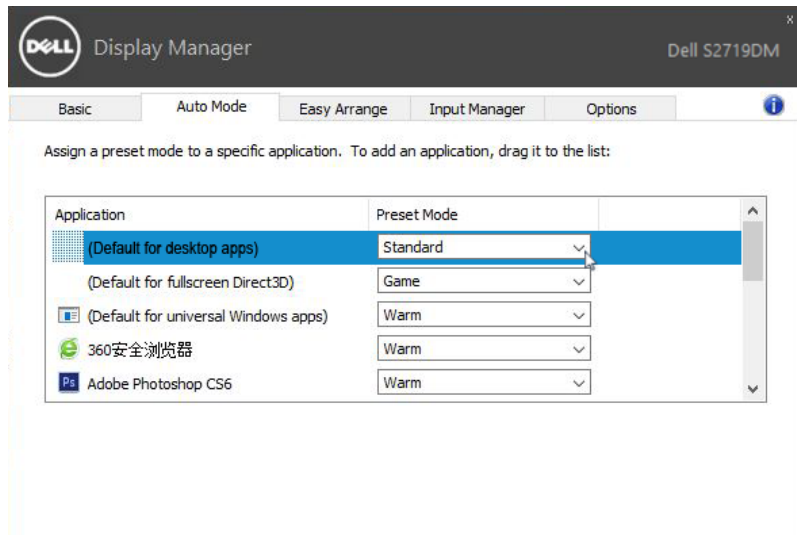 DELL Display Manager x
Dell S2719DM
Basic Auto Mode Easy Arrange Input Manager Options i
Assign a preset mode to a specific application. To add an application, drag it to the list:
Application Preset Mode
(Default for desktop apps) Standard
(Default for fullscreen Direct3D) Game
(Default for universal Windows apps) Warm
360安全浏览器 Warm
Ps Adobe Photoshop CS6 Warm